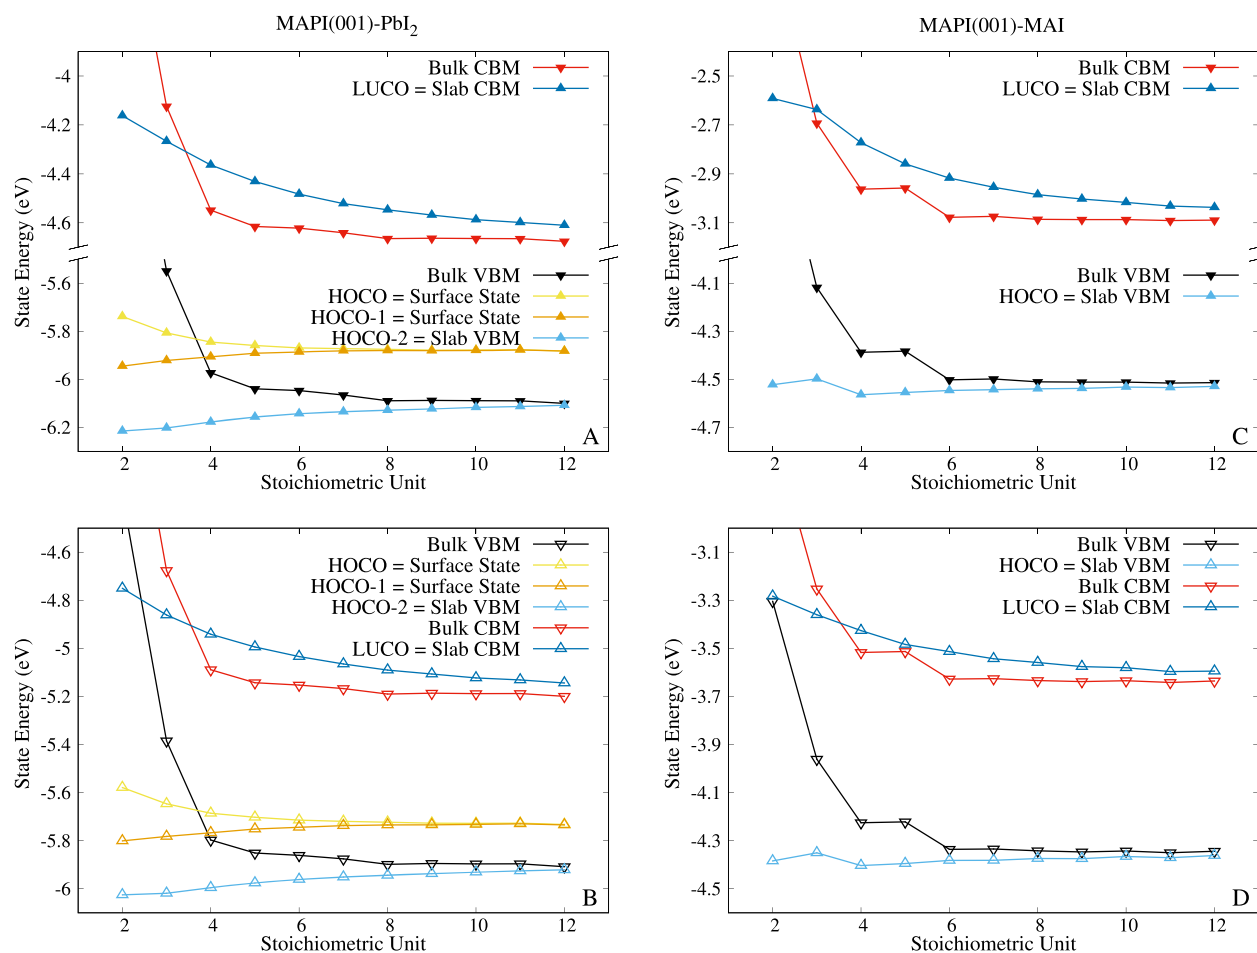 MAPI(001)-PbI₂
MAPI(001)-MAI
State Energy (eV)
-4
-4.2
-4.4
-4.6
-5.6
-5.8
-6
-6.2
Bulk CBM
LUCO = Slab CBM
Bulk VBM
HOCO = Surface State
HOCO-1 = Surface State
HOCO-2 = Slab VBM
A
2 4 6 8 10 12
Stoichiometric Unit
State Energy (eV)
-2.5
-2.7
-2.9
-3.1
-4.1
-4.3
-4.5
-4.7
Bulk CBM
LUCO = Slab CBM
Bulk VBM
HOCO = Slab VBM
C
2 4 6 8 10 12
Stoichiometric Unit
State Energy (eV)
-4.6
-4.8
-5
-5.2
-5.4
-5.6
-5.8
-6
Bulk VBM
HOCO = Surface State
HOCO-1 = Surface State
HOCO-2 = Slab VBM
Bulk CBM
LUCO = Slab CBM
B
2 4 6 8 10 12
Stoichiometric Unit
State Energy (eV)
-3.1
-3.3
-3.5
-3.7
-3.9
-4.1
-4.3
-4.5
Bulk VBM
HOCO = Slab VBM
Bulk CBM
LUCO = Slab CBM
D
2 4 6 8 10 12
Stoichiometric Unit